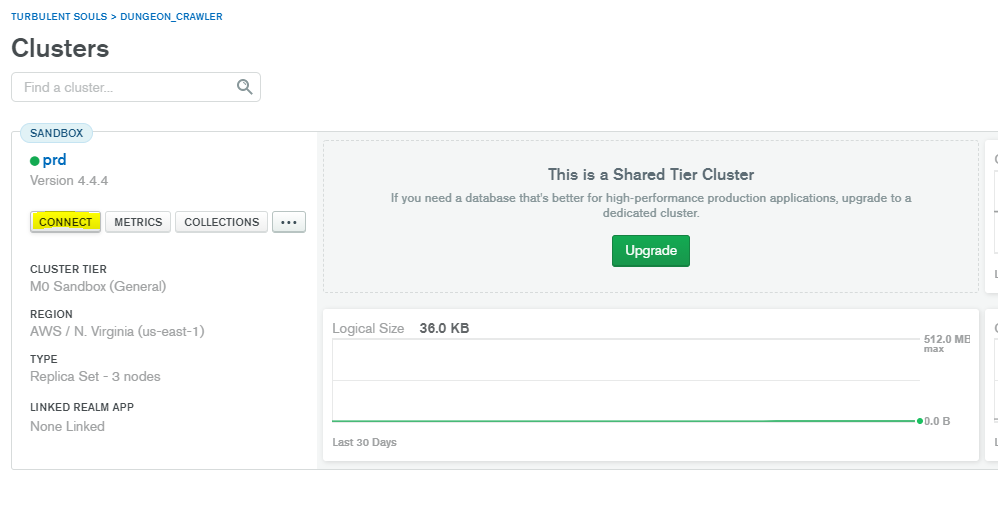 TURBULENT SOULS > DUNGEON_CRAWLER
Clusters
Find a cluster...
SANDBOX
prd
Version 4.4.4
CONNECT METRICS COLLECTIONS ...
CLUSTER TIER
M0 Sandbox (General)
REGION
AWS / N. Virginia (us-east-1)
TYPE
Replica Set - 3 nodes
LINKED REALM APP
None Linked
This is a Shared Tier Cluster
If you need a database that's better for high-performance production applications, upgrade to a
dedicated cluster.
Upgrade
Logical Size 36.0 KB
512.0 MB
max
0.0 B
Last 30 Days